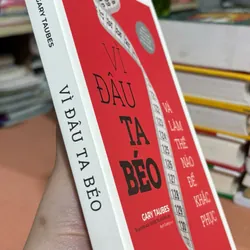 GARY TAUBES
VÌ ĐÂU TA BÉO
VÌ
ĐÂU
TA
BÉO
VÀ LÀM THẾ
NÀO ĐỂ
KHẮC PHỤC
GARY TAUBES